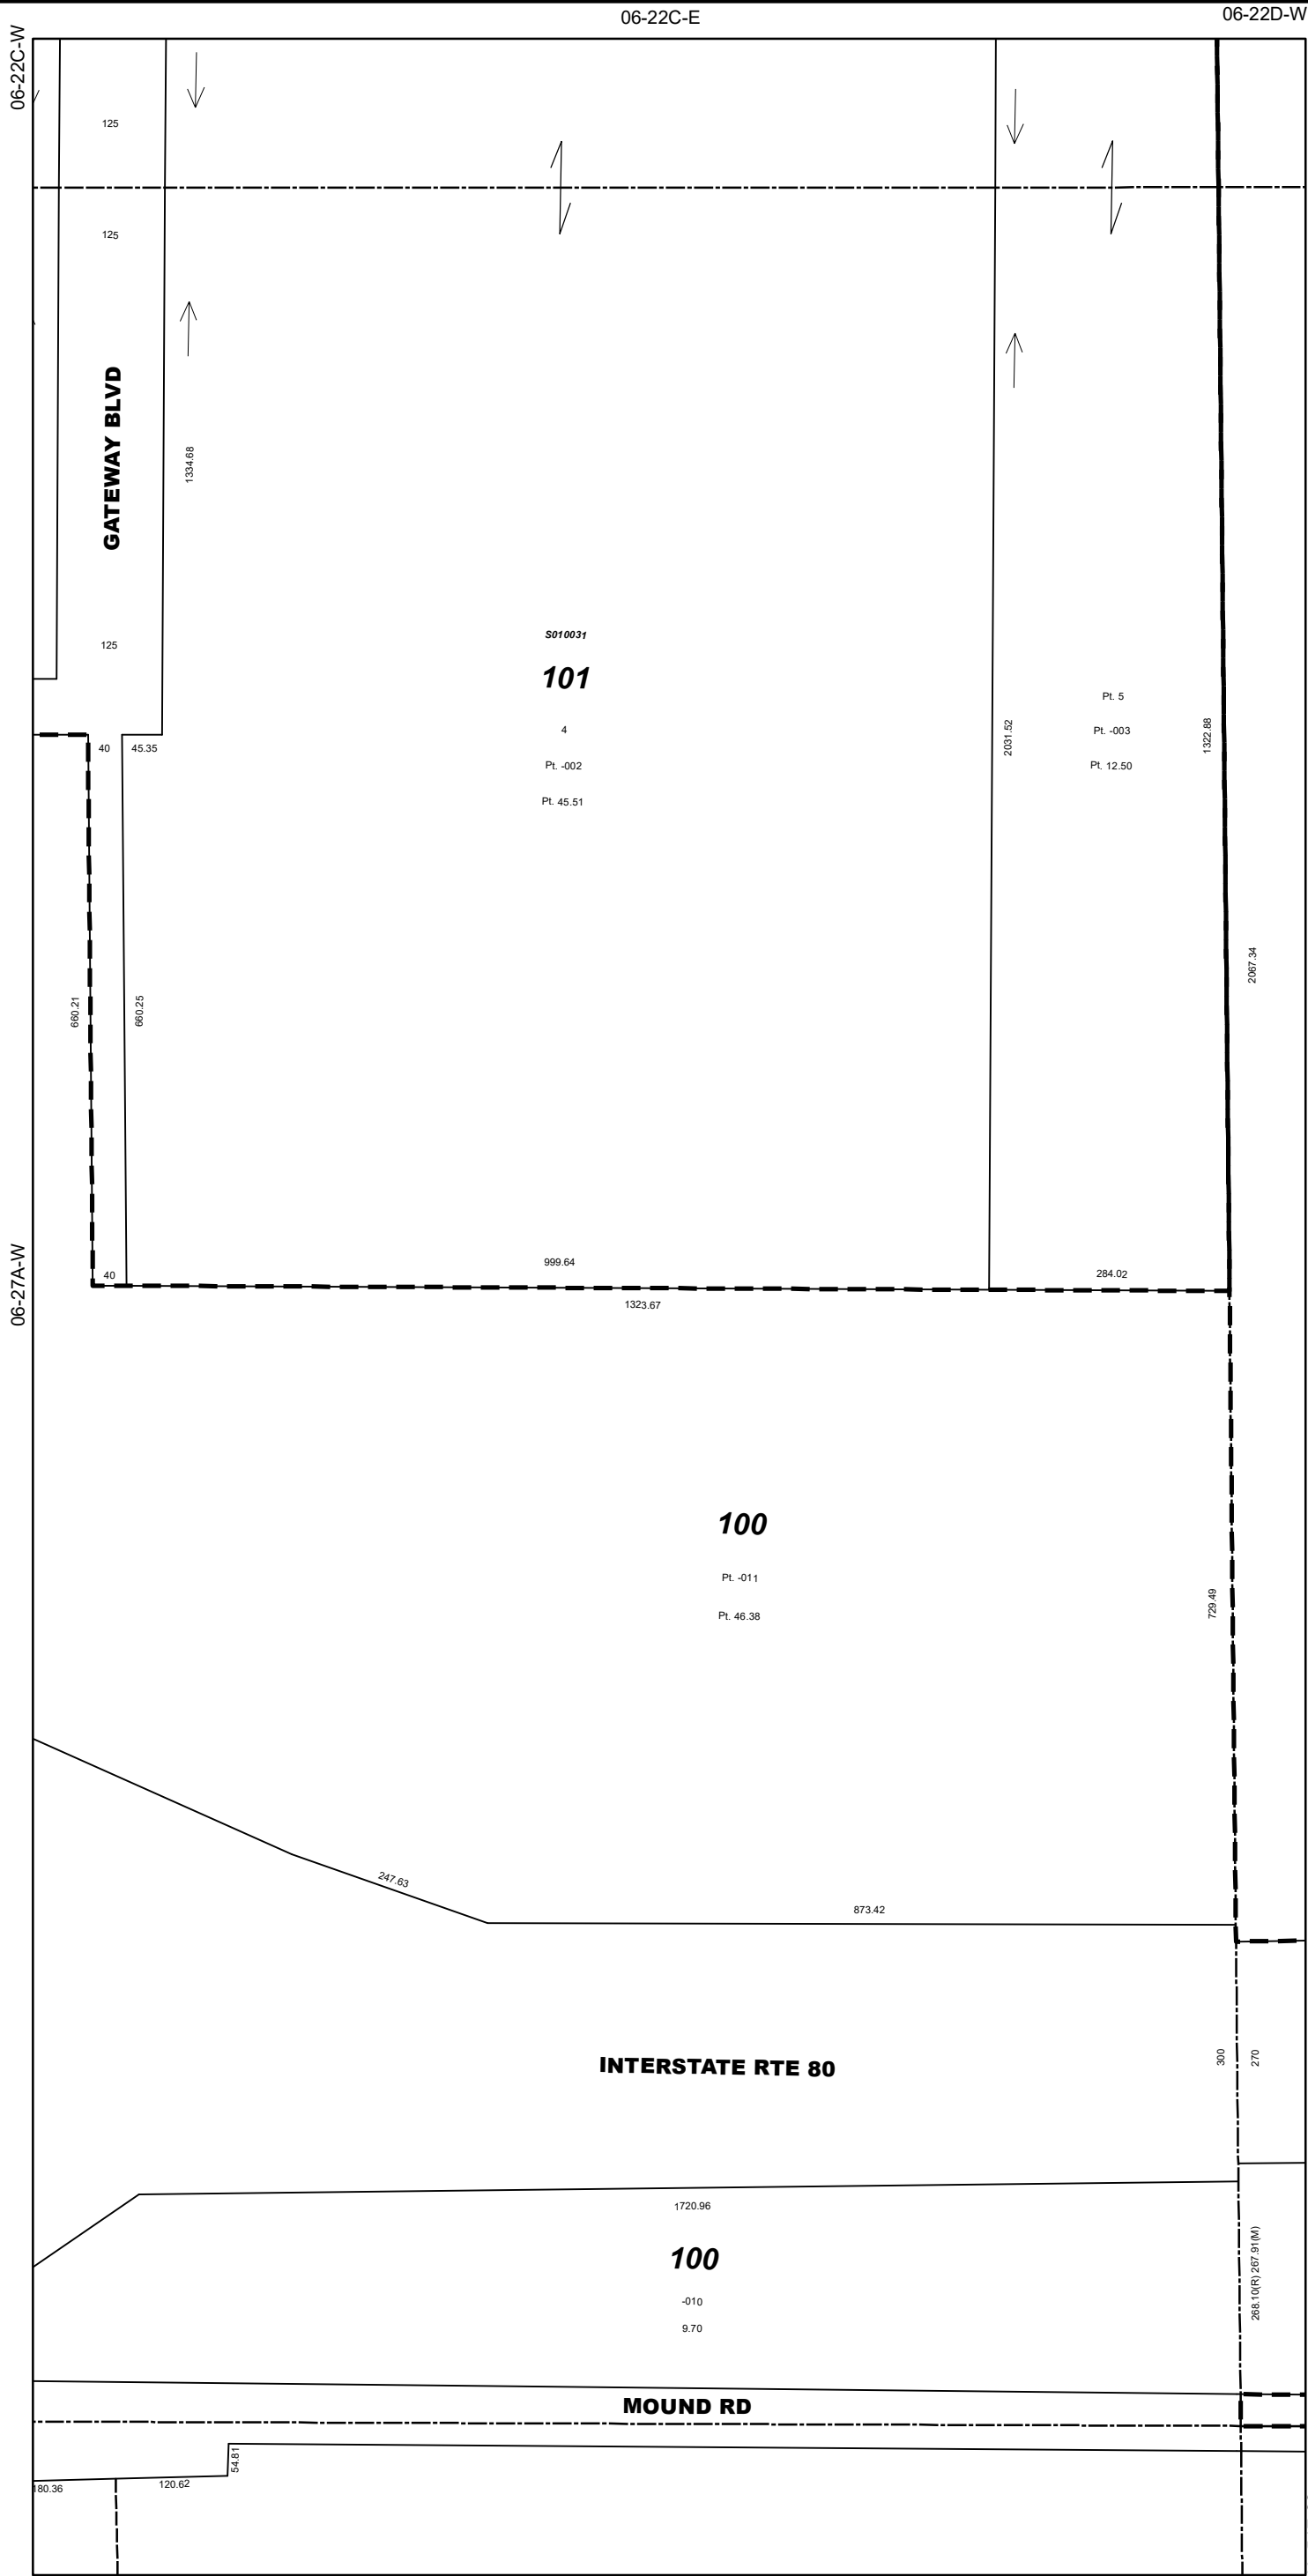 06-22C-E
06-22D-W
06-22C-W
125
125
GATEWAY BLVD
1334.68
125
S010031
101
4
Pt. -002
Pt. 45.51
2031.52
Pt. 5
Pt. -003
Pt. 12.50
1322.88
40
45.35
2067.34
660.21
660.25
06-27A-W
40
999.64
284.02
1323.67
100
Pt. -011
Pt. 46.38
729.49
247.63
873.42
INTERSTATE RTE 80
300
270
1720.96
100
-010
9.70
268.10(R) 267.91(M)
MOUND RD
54.81
180.36
120.62